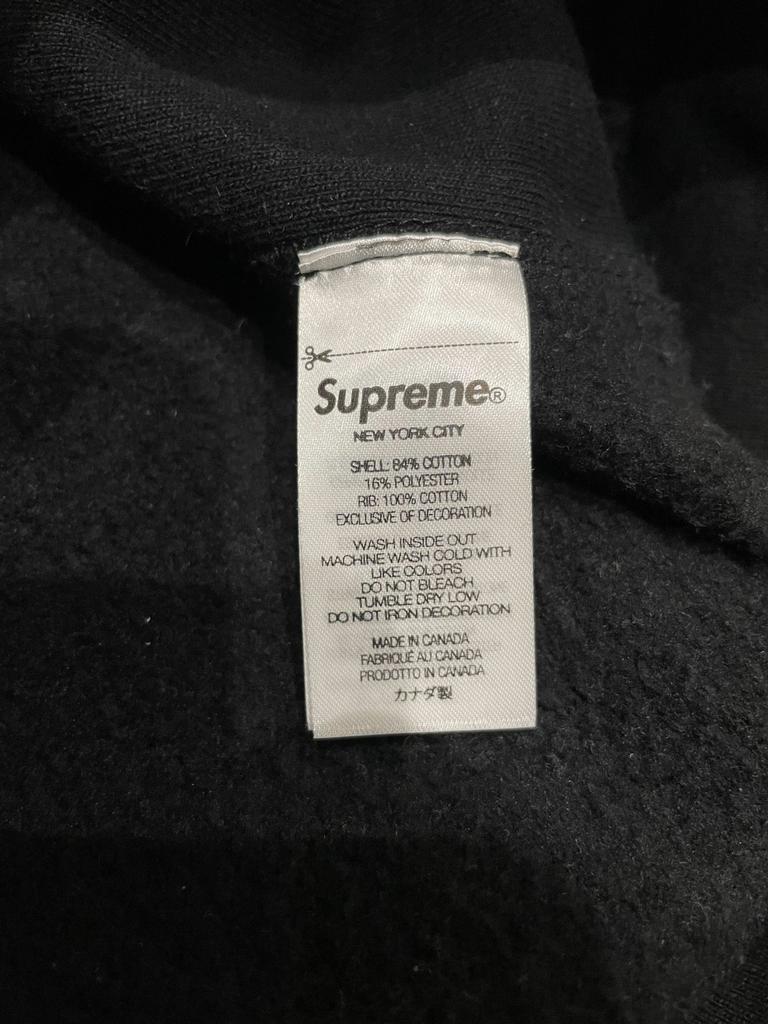 Supreme®
NEW YORK CITY
SHELL: 84% COTTON
16% POLYESTER
RIB: 100% COTTON
EXCLUSIVE OF DECORATION
WASH INSIDE OUT
MACHINE WASH COLD WITH
LIKE COLORS
DO NOT BLEACH
TUMBLE DRY LOW
DO NOT IRON DECORATION
MADE IN CANADA
FABRIQUÉ AU CANADA
PRODOTTO IN CANADA
カナダ製